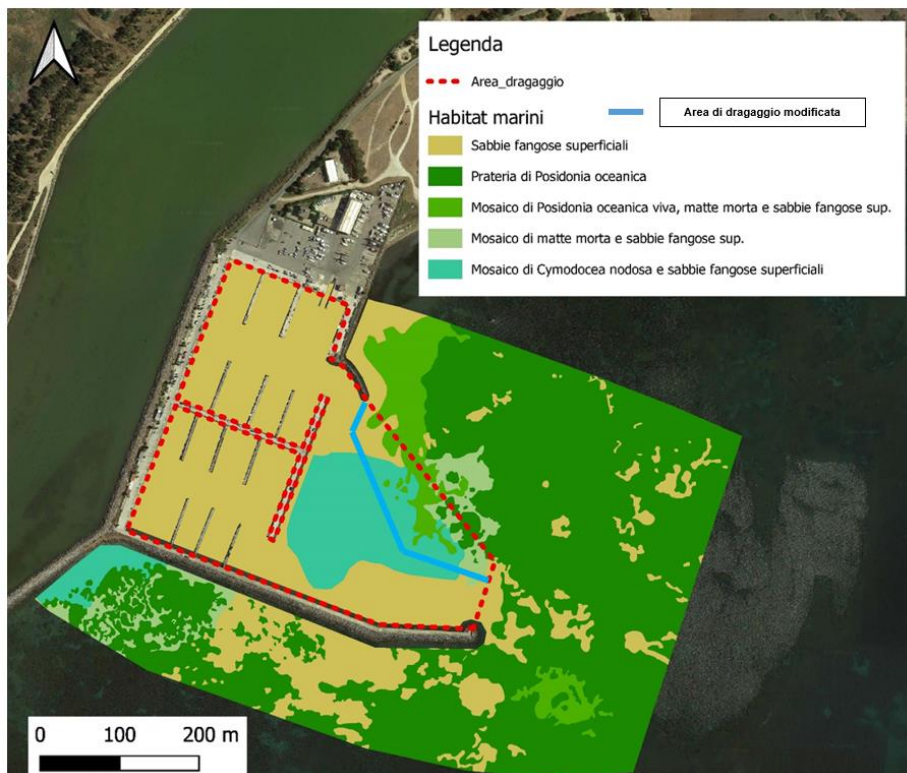 Legenda
Area_dragaggio
Habitat marini
Area di dragaggio modificata
Sabbie fangose superficiali
Prateria di Posidonia oceanica
Mosaico di Posidonia oceanica viva, matte morta e sabbie fangose sup.
Mosaico di matte morta e sabbie fangose sup.
Mosaico di Cymodocea nodosa e sabbie fangose superficiali
0 100 200 m